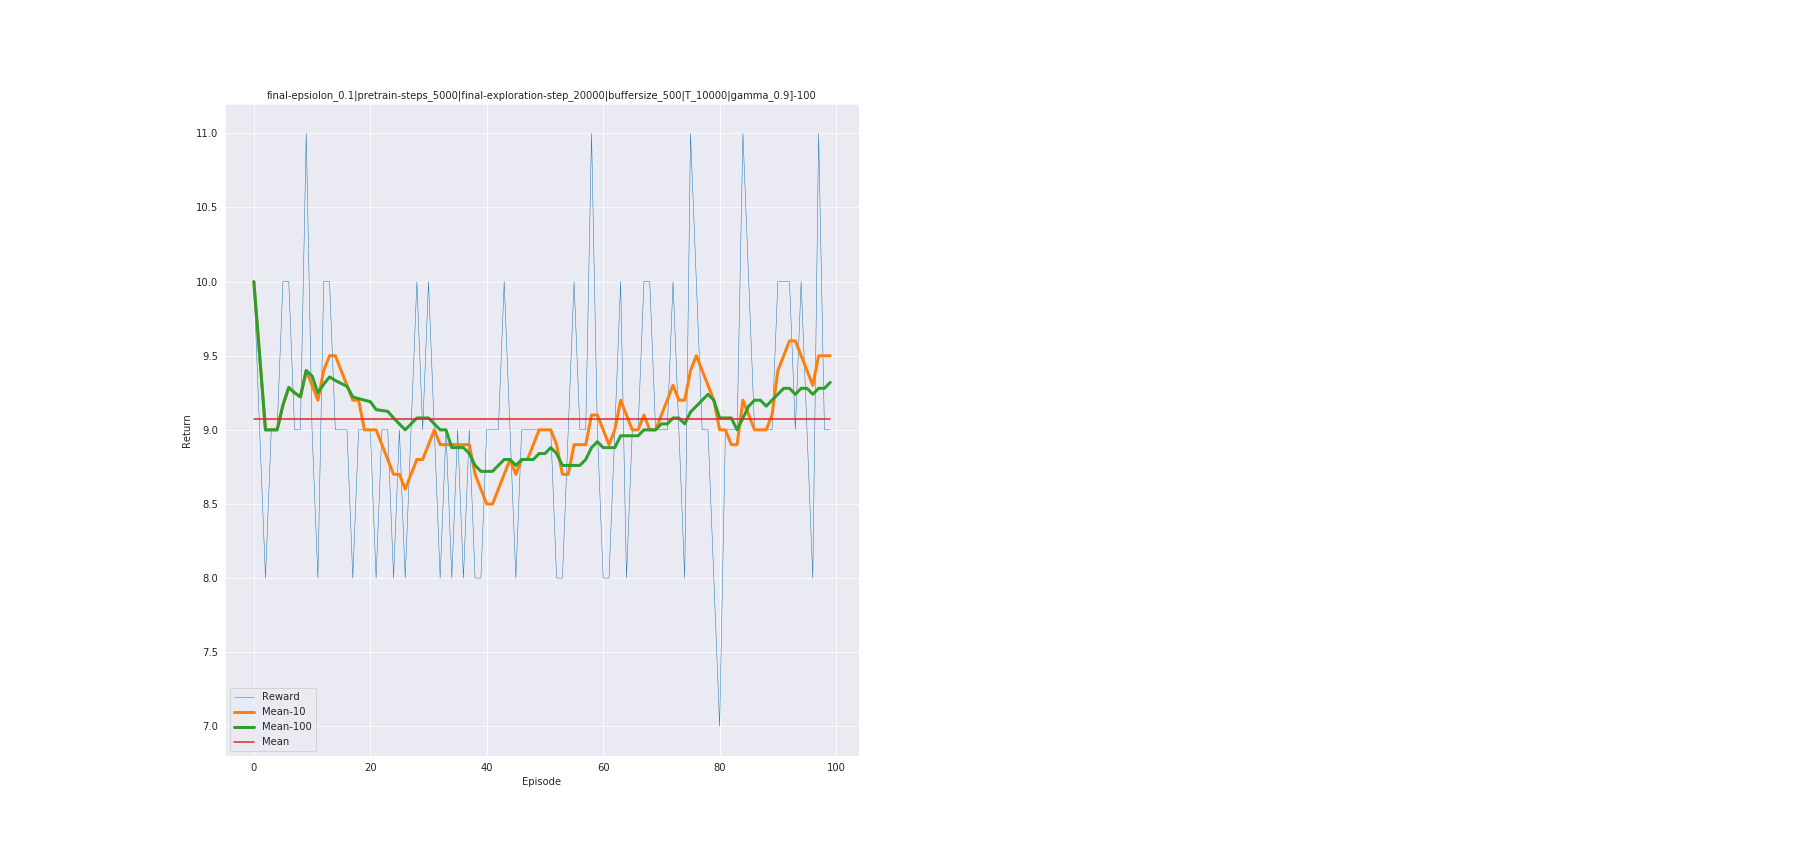 final-epsiolon_0.1|pretrain-steps_5000|final-exploration-step_20000|buffersize_500|T_10000|gamma_0.9]-100
11.0
10.5
10.0
9.5
9.0
8.5
8.0
7.5
7.0
Return
Reward
Mean-10
Mean-100
Mean
0 20 40 60 80 100
Episode